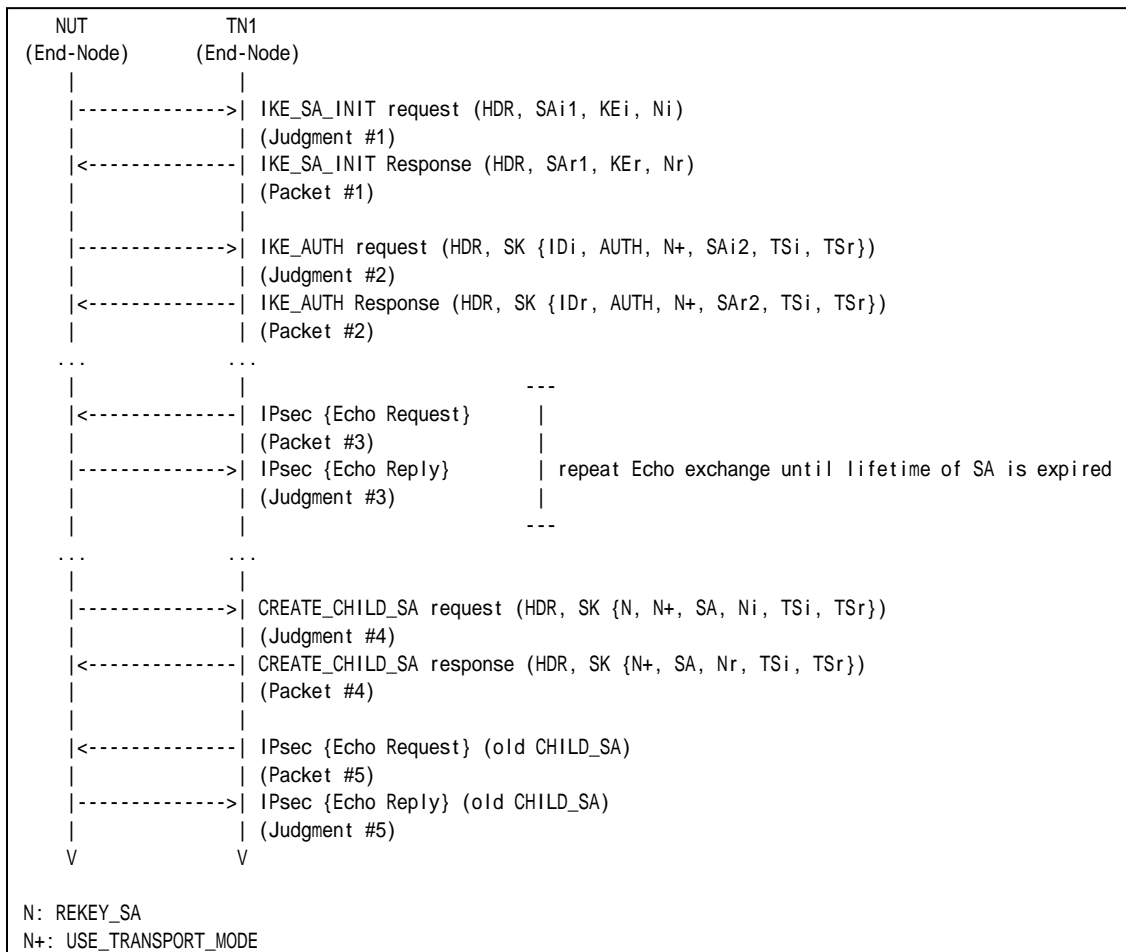 NUT TN1
(End-Node) (End-Node)
| |
|-------------->| IKE_SA_INIT request (HDR, SAi1, KEi, Ni)
| | (Judgment #1)
|<--------------| IKE_SA_INIT Response (HDR, SAr1, KEr, Nr)
| | (Packet #1)
| |
|-------------->| IKE_AUTH request (HDR, SK {IDi, AUTH, N+, SAi2, TSi, TSr})
| | (Judgment #2)
|<--------------| IKE_AUTH Response (HDR, SK {IDr, AUTH, N+, SAr2, TSi, TSr})
| | (Packet #2)
... ...
| | ---
|<--------------| IPsec {Echo Request} |
| | (Packet #3) |
|-------------->| IPsec {Echo Reply} | repeat Echo exchange until lifetime of SA is expired
| | (Judgment #3) |
| | ---
... ...
| |
|-------------->| CREATE_CHILD_SA request (HDR, SK {N, N+, SA, Ni, TSi, TSr})
| | (Judgment #4)
|<--------------| CREATE_CHILD_SA response (HDR, SK {N+, SA, Nr, TSi, TSr})
| | (Packet #4)
| |
|<--------------| IPsec {Echo Request} (old CHILD_SA)
| | (Packet #5)
|-------------->| IPsec {Echo Reply} (old CHILD_SA)
| | (Judgment #5)
V V
N: REKEY_SA
N+: USE_TRANSPORT_MODE